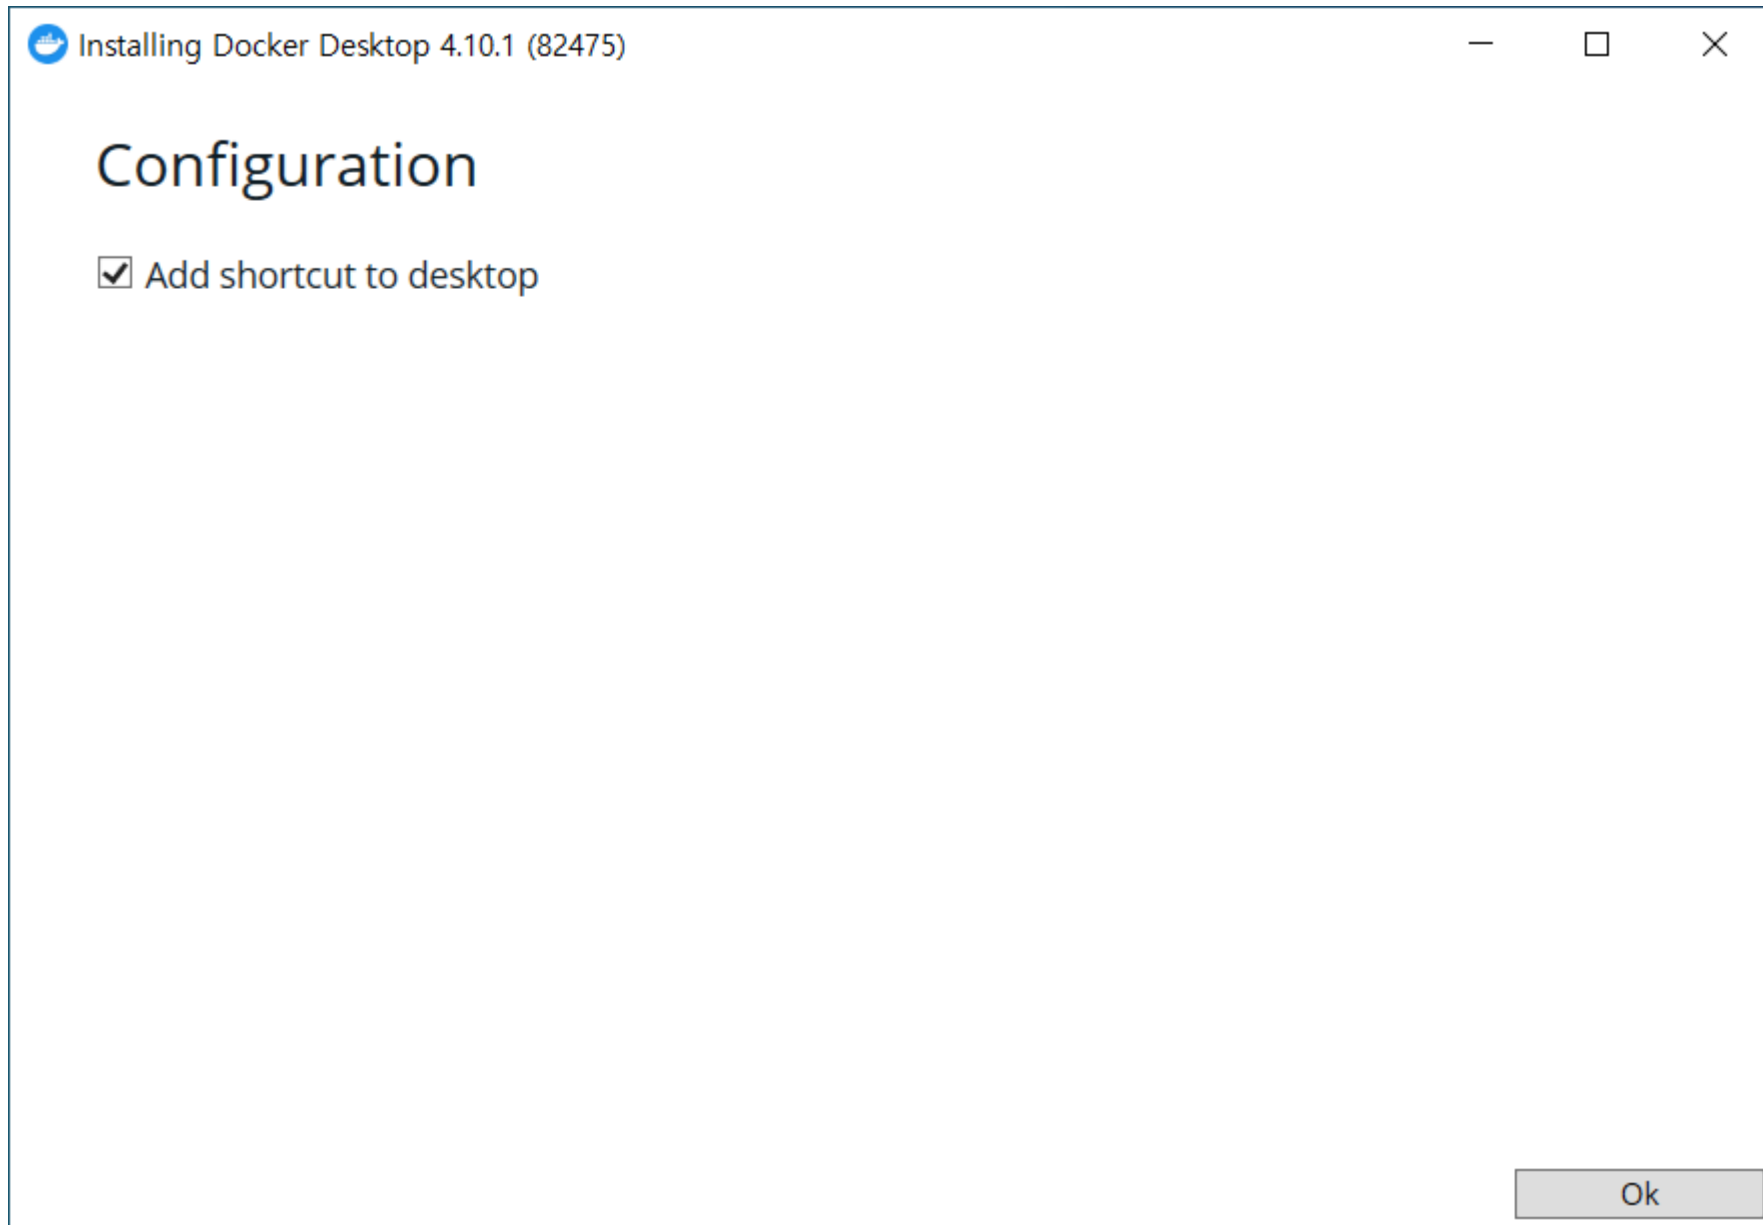 Installing Docker Desktop 4.10.1 (82475)
Configuration
Add shortcut to desktop
Ok